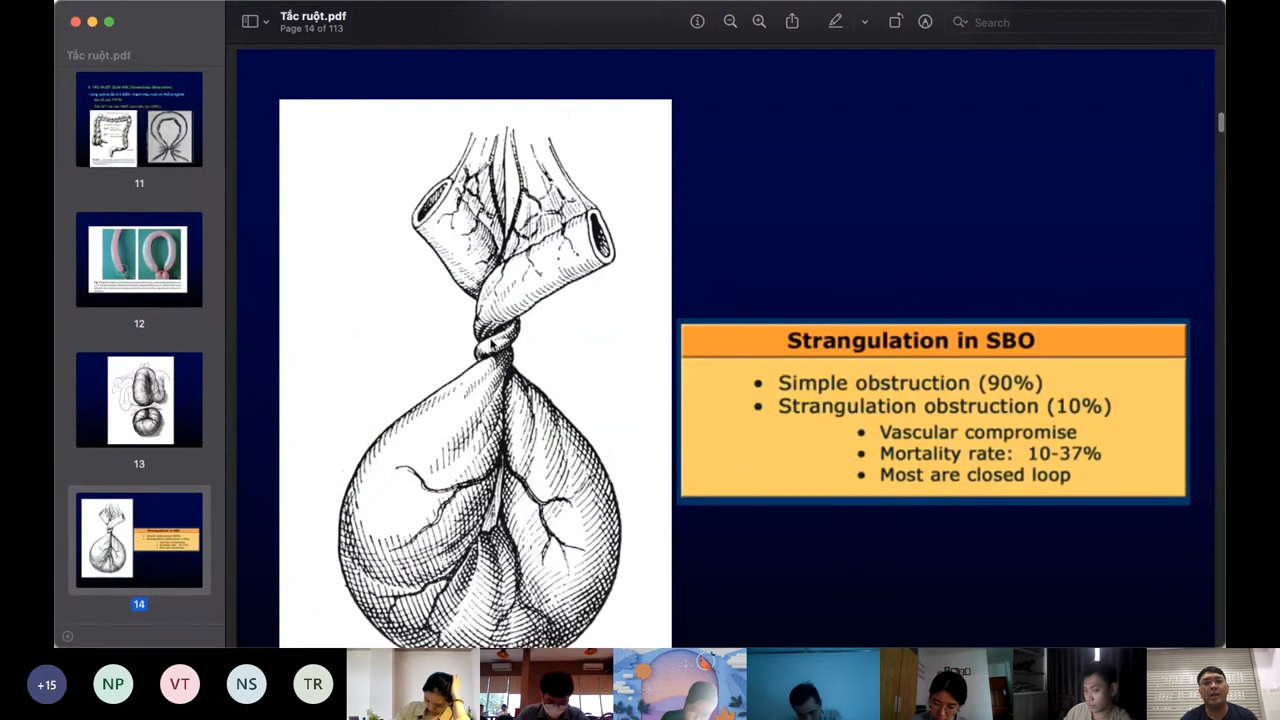 Tắc ruột.pdf
Page 14 of 113
Search
Tắc ruột.pdf
11
12
13
14
Strangulation in SBO
• Simple obstruction (90%)
• Strangulation obstruction (10%)
• Vascular compromise
• Mortality rate: 10-37%
• Most are closed loop
+15
NP
VT
NS
TR